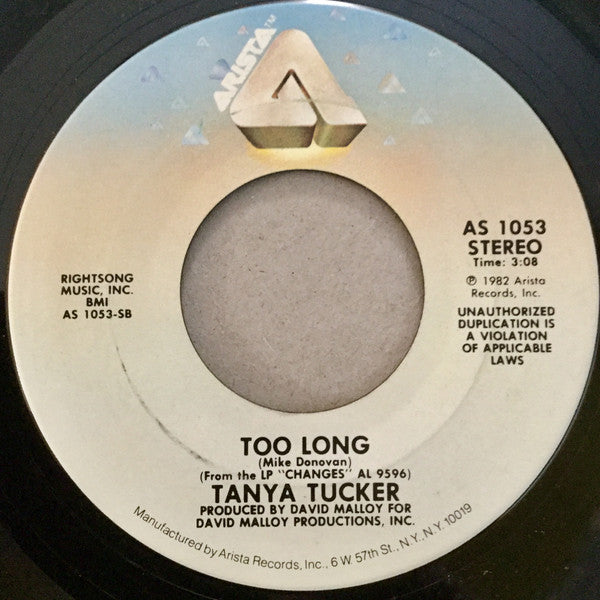 ARISTA™
RIGHTSONG
MUSIC, INC.
BMI
AS 1053-SB
AS 1053
STEREO
Time: 3:08
℗ 1982 Arista
Records, Inc.
UNAUTHORIZED
DUPLICATION IS
A VIOLATION
OF APPLICABLE
LAWS
TOO LONG
(Mike Donovan)
(From the LP "CHANGES" AL 9596)
TANYA TUCKER
PRODUCED BY DAVID MALLOY FOR
DAVID MALLOY PRODUCTIONS, INC.
Manufactured by Arista Records, Inc., 6 W. 57th St., N.Y., N.Y. 10019